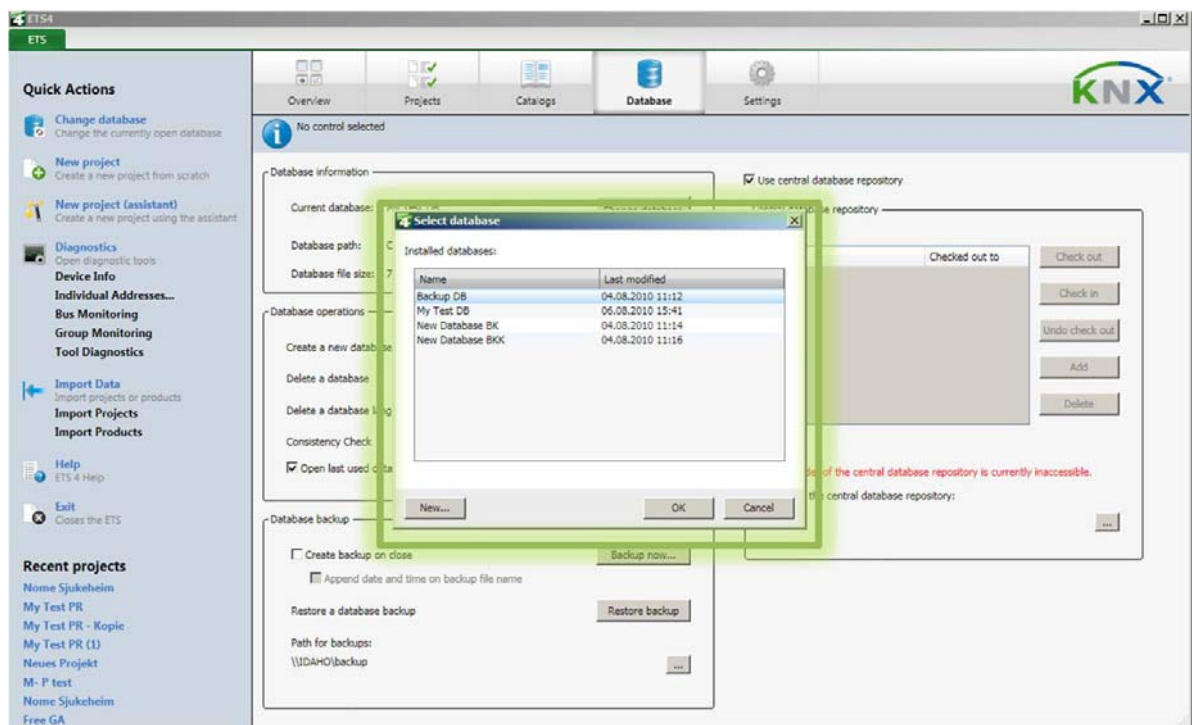 ETS4
ETS
Quick Actions
Change database
Change the currently open database
New project
Create a new project from scratch
New project (assistant)
Create a new project using the assistant
Diagnostics
Open diagnostic tools
Device Info
Individual Addresses...
Bus Monitoring
Group Monitoring
Tool Diagnostics
Import Data
Import projects or products
Import Projects
Import Products
Help
ETS 4 Help
Exit
Closes the ETS
Recent projects
Nome Sjukeheim
My Test PR
My Test PR - Kopie
My Test PR (1)
Neues Projekt
M- P test
Nome Sjukeheim
Free GA
Overview Projects Catalogs Database Settings
KNX
No control selected
Database information
Current database:
Database path:
Database file size: 7
Database operations
Create a new database
Delete a database
Delete a database
Consistency Check
Open last used
Database backup
Create backup on close
Backup now...
Append date and time on backup file name
Restore a database backup
Restore backup
Path for backups:
\\IDAHO\backup
...
Select database
Installed databases:
Name Last modified
Backup DB 04.08.2010 11:12
My Test DB 06.08.2010 15:41
New Database BK 04.08.2010 11:14
New Database BKK 04.08.2010 11:16
New... OK Cancel
Use central database repository
repository
Checked out to
Check out
Check in
Undo check out
Add
Delete
of the central database repository is currently inaccessible.
the central database repository:
...